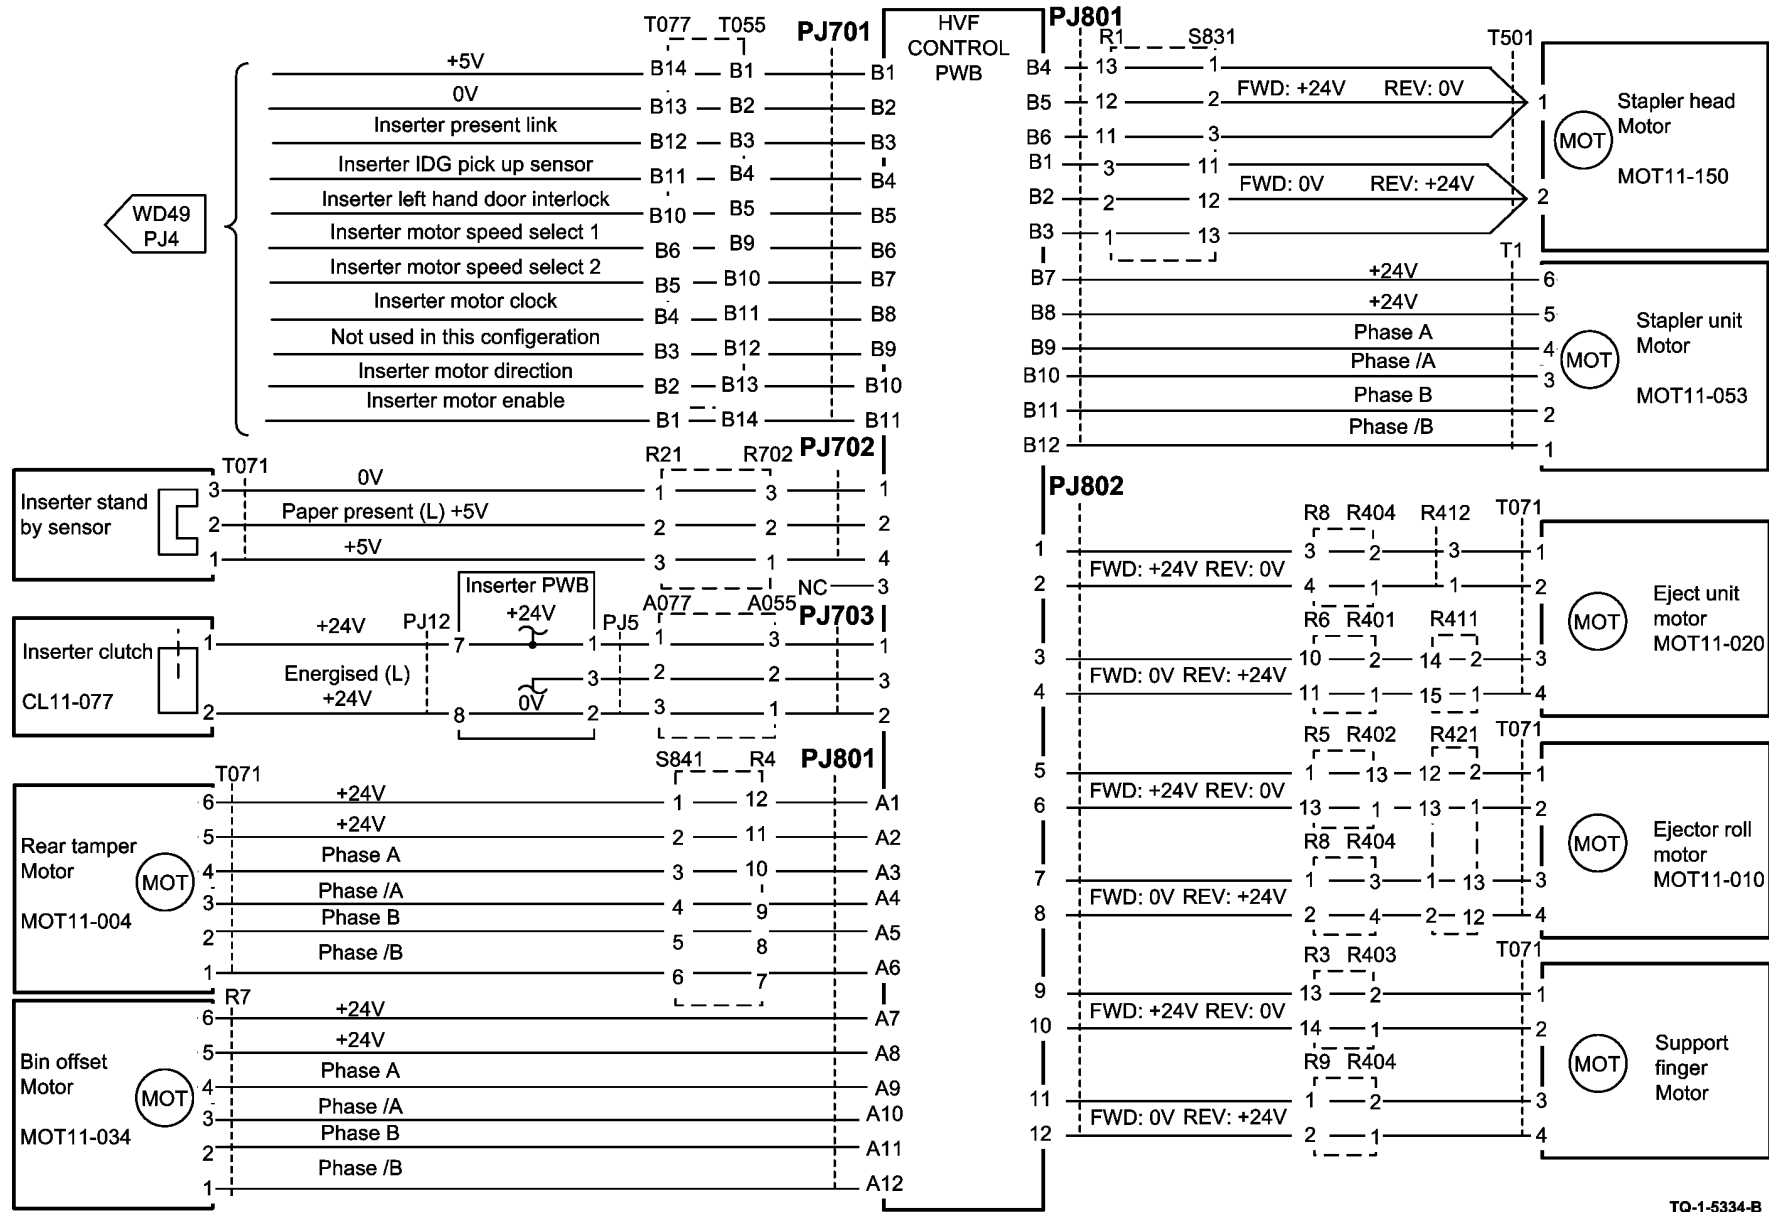 HVF
CONTROL
PWB
T077 T055 PJ701
WD49
PJ4
+5V B14 B1 B1
0V B13 B2 B2
Inserter present link B12 B3 B3
Inserter IDG pick up sensor B11 B4 B4
Inserter left hand door interlock B10 B5 B5
Inserter motor speed select 1 B6 B9 B6
Inserter motor speed select 2 B5 B10 B7
Inserter motor clock B4 B11 B8
Not used in this configeration B3 B12 B9
Inserter motor direction B2 B13 B10
Inserter motor enable B1 B14 B11
T071 R21 R702 PJ702
Inserter stand
by sensor
3 0V 1 3 1
2 Paper present (L) +5V 2 2 2
1 +5V 3 1 4
NC 3
Inserter PWB
PJ12 PJ5 A077 A055 PJ703
Inserter clutch
CL11-077
1 +24V 7 +24V 1 1 3 1
Energised (L) 0V 3 2 2 3
2 +24V 8 2 3 1 2
T071 S841 R4 PJ801
Rear tamper
Motor
MOT11-004
MOT
6 +24V 1 12 A1
5 +24V 2 11 A2
4 Phase A 3 10 A3
3 Phase /A 4 9 A4
2 Phase B 5 8 A5
1 Phase /B 6 7 A6
R7
Bin offset
Motor
MOT11-034
MOT
6 +24V A7
5 +24V A8
4 Phase A A9
3 Phase /A A10
2 Phase B A11
1 Phase /B A12
PJ801 R1 S831 T501
B4 13 1
B5 12 2 FWD: +24V REV: 0V 1
B6 11 3
B1 3 11
B2 2 12 FWD: 0V REV: +24V 2
B3 1 13
MOT
Stapler head
Motor
MOT11-150
T1
B7 +24V 6
B8 +24V 5
B9 Phase A 4
B10 Phase /A 3
B11 Phase B 2
B12 Phase /B 1
MOT
Stapler unit
Motor
MOT11-053
PJ802
R8 R404 R412 T071
1 3 2 3 1
FWD: +24V REV: 0V
2 4 1 1 2
R6 R401 R411
3 10 2 14 2 3
FWD: 0V REV: +24V
4 11 1 15 1 4
MOT
Eject unit
motor
MOT11-020
R5 R402 R421 T071
5 1 13 12 2 1
FWD: +24V REV: 0V
6 13 1 13 1 2
R8 R404
7 1 3 1 13 3
FWD: 0V REV: +24V
8 2 4 2 12 4
MOT
Ejector roll
motor
MOT11-010
R3 R403 T071
9 13 2 1
FWD: +24V REV: 0V
10 14 1 2
R9 R404
11 1 2 3
FWD: 0V REV: +24V
12 2 1 4
MOT
Support
finger
Motor
TQ-1-5334-B